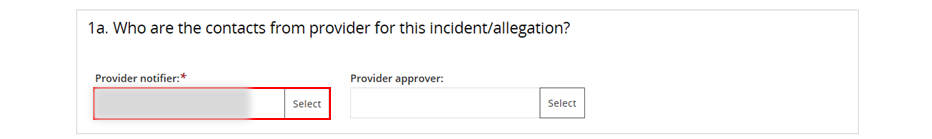 1a. Who are the contacts from provider for this incident/allegation?
Provider notifier:* Provider approver:
Select Select